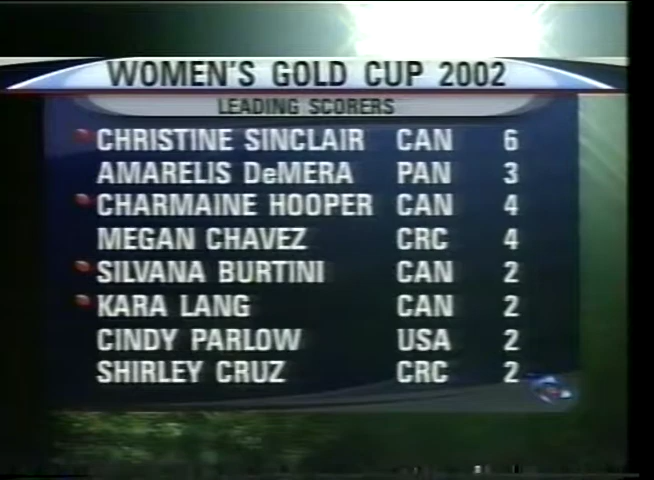 WOMEN'S GOLD CUP 2002
LEADING SCORERS
CHRISTINE SINCLAIR CAN 6
AMARELIS DeMERA PAN 3
CHARMAINE HOOPER CAN 4
MEGAN CHAVEZ CRC 4
SILVANA BURTINI CAN 2
KARA LANG CAN 2
CINDY PARLOW USA 2
SHIRLEY CRUZ CRC 2